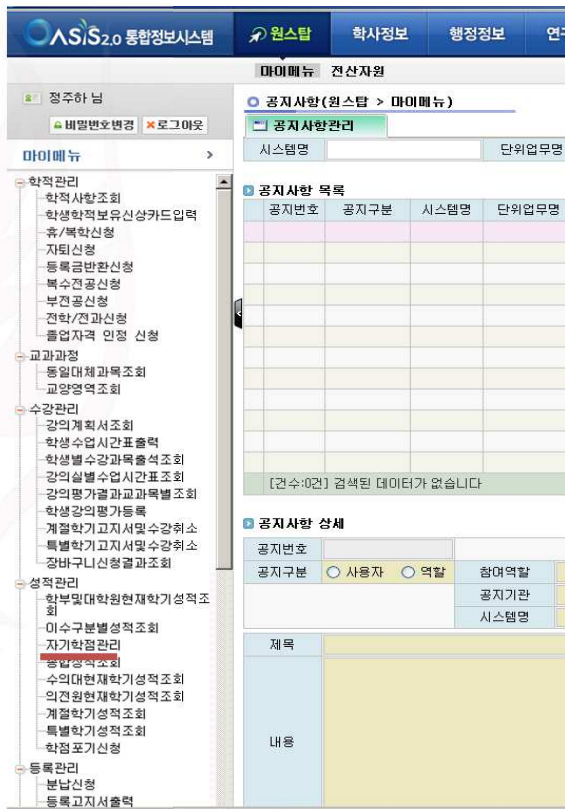 OASIS2.0 통합정보시스템
원스탑 학사정보 행정정보 연구
마이메뉴 전산자원
정주하 님
비밀번호변경 로그아웃
마이메뉴 >
학적관리
학적사항조회
학생학적보유신상카드입력
휴/복학신청
자퇴신청
등록금반환신청
복수전공신청
부전공신청
전학/전과신청
졸업자격 인정 신청
교과과정
동일대체과목조회
교양영역조회
수강관리
강의계획서조회
학생수업시간표출력
학생별수강과목출석조회
강의실별수업시간표조회
강의평가결과교과목별조회
학생강의평가등록
계절학기고지서및수강취소
특별학기고지서및수강취소
장바구니신청결과조회
성적관리
학부및대학원현재학기성적조
회
이수구분별성적조회
자기학점관리
종합성적조회
수의대현재학기성적조회
의전원현재학기성적조회
계절학기성적조회
특별학기성적조회
학점포기신청
등록관리
분납신청
등록고지서출력
공지사항(원스탑 > 마이메뉴)
공지사항관리
시스템명 단위업무명
공지사항 목록
공지번호 공지구분 시스템명 단위업무명
[건수:0건] 검색된 데이터가 없습니다
공지사항 상세
공지번호
공지구분 사용자 역할 참여역할
공지기관
시스템명
제목
내용